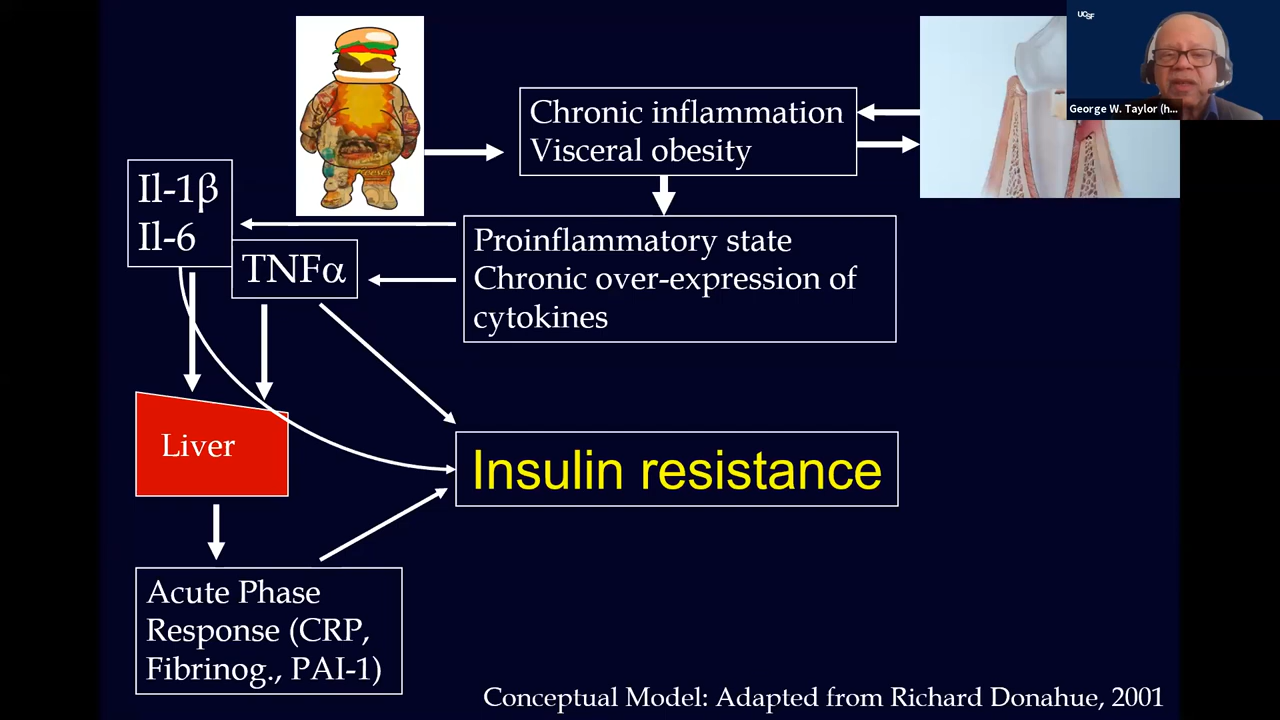 UCSF
George W. Taylor (h...
Chronic inflammation
Visceral obesity
Il-1β
Il-6
TNFα
Proinflammatory state
Chronic over-expression of
cytokines
Liver
Insulin resistance
Acute Phase
Response (CRP,
Fibrinog., PAI-1)
Conceptual Model: Adapted from Richard Donahue, 2001